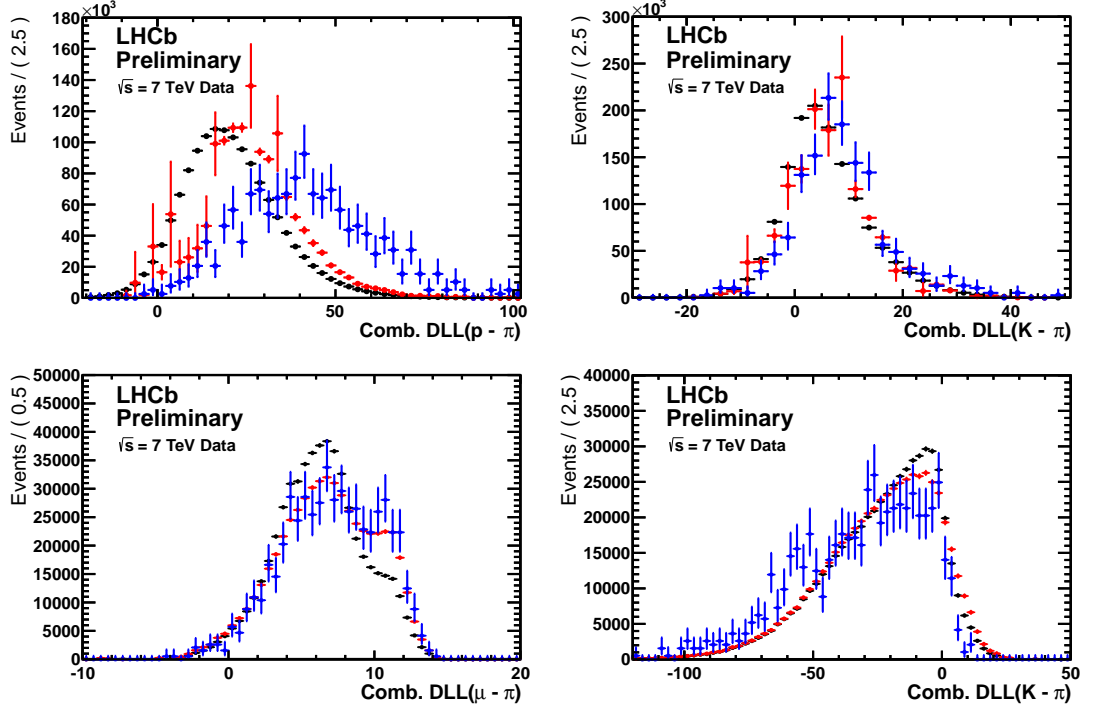 ×10³
180
160
140
120
100
80
60
40
20
0
Events / ( 2.5 )
LHCb
Preliminary
√s = 7 TeV Data
0 50 100
Comb. DLL(p - π)
×10³
300
250
200
150
100
50
0
Events / ( 2.5 )
LHCb
Preliminary
√s = 7 TeV Data
-20 0 20 40
Comb. DLL(K - π)
50000
45000
40000
35000
30000
25000
20000
15000
10000
5000
0
Events / ( 0.5 )
LHCb
Preliminary
√s = 7 TeV Data
-10 0 10 20
Comb. DLL(μ - π)
40000
35000
30000
25000
20000
15000
10000
5000
0
Events / ( 2.5 )
LHCb
Preliminary
√s = 7 TeV Data
-100 -50 0 50
Comb. DLL(K - π)